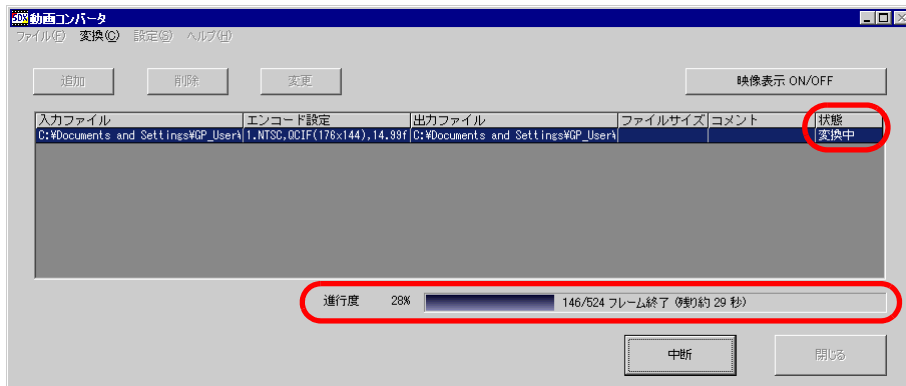 動画コンバータ
ファイル(F) 変換(C) 設定(S) ヘルプ(H)
追加 削除 変更 映像表示 ON/OFF
入力ファイル エンコード設定 出力ファイル ファイルサイズ コメント 状態
C:¥Documents and Settings¥GP_User¥ 1.NTSC,QCIF(176x144),14.99f C:¥Documents and Settings¥GP_User¥ 変換中
進行度 28% 146/524 フレーム終了 (残り約 29 秒)
中断 閉じる